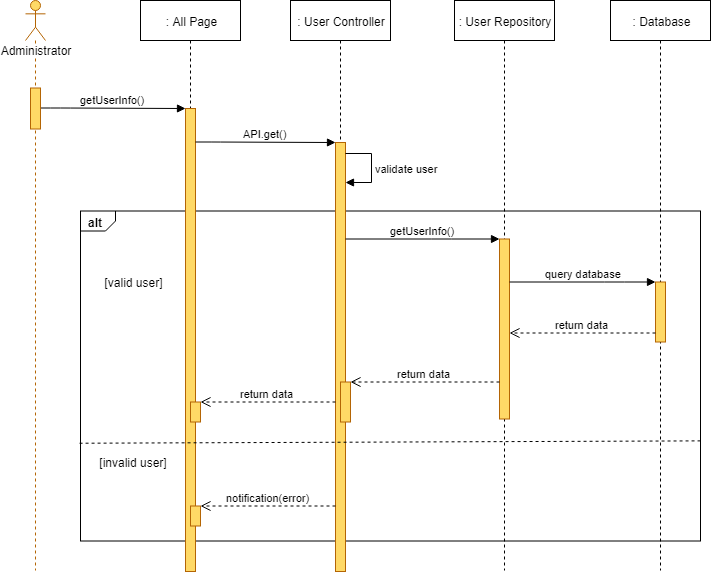 : All Page
: User Controller
: User Repository
: Database
Administrator
getUserInfo()
API.get()
validate user
alt
getUserInfo()
query database
[valid user]
return data
return data
return data
[invalid user]
notification(error)